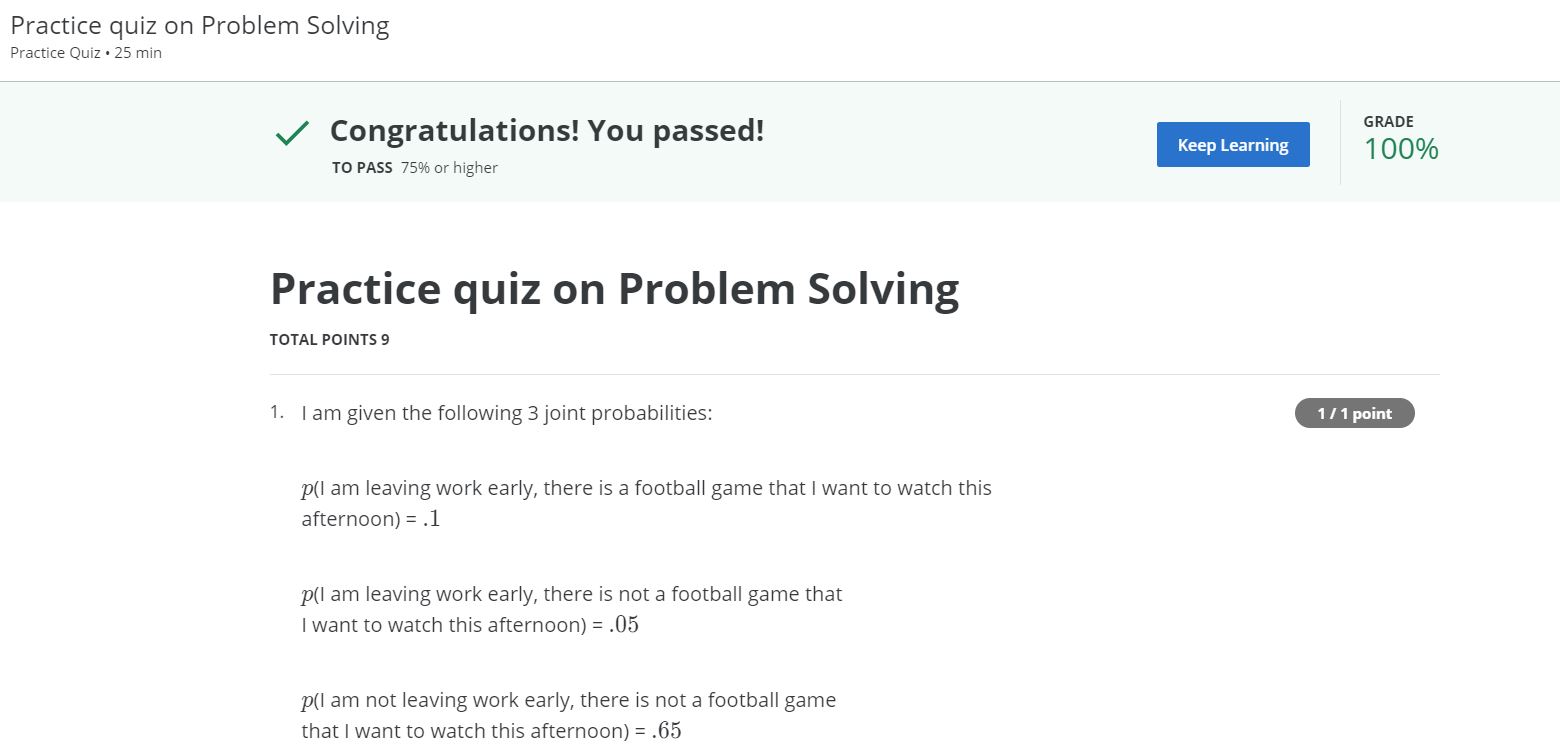 Practice quiz on Problem Solving
Practice Quiz • 25 min
Congratulations! You passed!
TO PASS 75% or higher
Keep Learning
GRADE
100%
Practice quiz on Problem Solving
TOTAL POINTS 9
1. I am given the following 3 joint probabilities:
1 / 1 point
p(I am leaving work early, there is a football game that I want to watch this
afternoon) = .1
p(I am leaving work early, there is not a football game that
I want to watch this afternoon) = .05
p(I am not leaving work early, there is not a football game
that I want to watch this afternoon) = .65